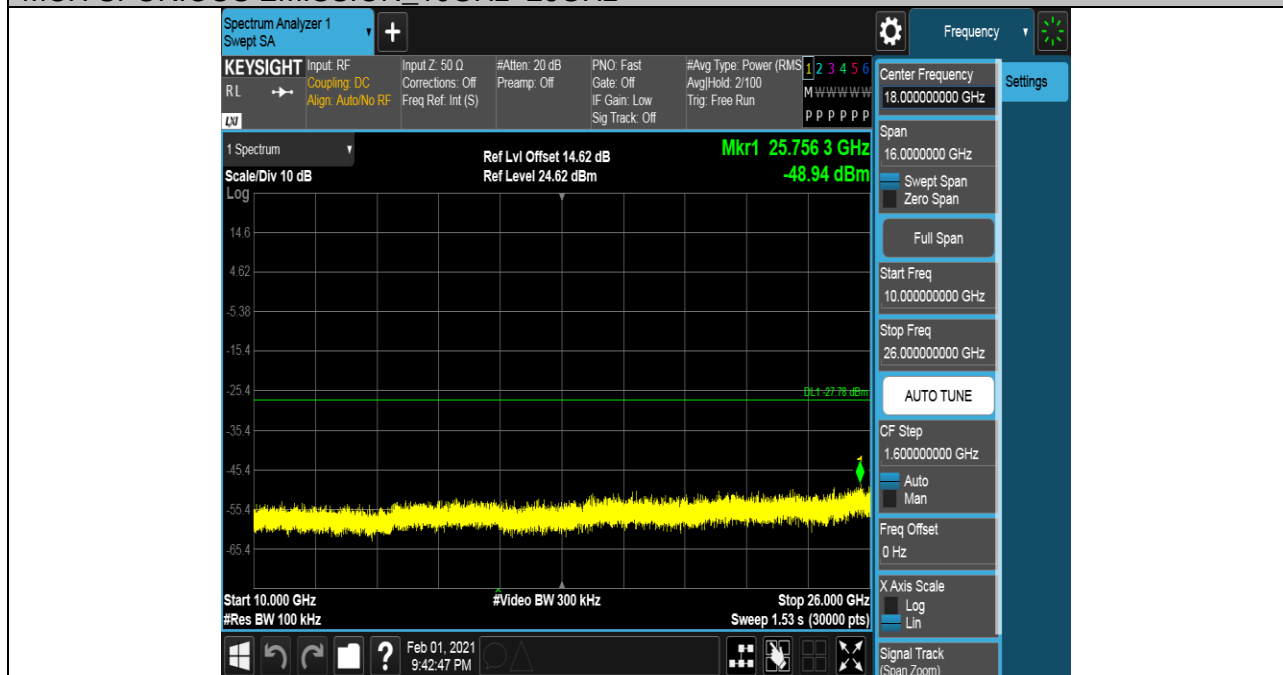 Spectrum Analyzer 1
Swept SA
+
Frequency
KEYSIGHT
RL
LXI
Input: RF
Coupling: DC
Align: Auto/No RF
Input Z: 50 Ω
Corrections: Off
Freq Ref: Int (S)
#Atten: 20 dB
Preamp: Off
PNO: Fast
Gate: Off
IF Gain: Low
Sig Track: Off
#Avg Type: Power (RMS
Avg|Hold: 2/100
Trig: Free Run
1 2 3 4 5 6
M W W W W W
P P P P P P
1 Spectrum
Scale/Div 10 dB
Log
Ref Lvl Offset 14.62 dB
Ref Level 24.62 dBm
Mkr1 25.756 3 GHz
-48.94 dBm
14.6
4.62
-5.38
-15.4
-25.4
DL1 -27.78 dBm
-35.4
-45.4
1
-55.4
-65.4
Start 10.000 GHz
#Res BW 100 kHz
#Video BW 300 kHz
Stop 26.000 GHz
Sweep 1.53 s (30000 pts)
Feb 01, 2021
9:42:47 PM
?
Center Frequency
18.000000000 GHz
Settings
Span
16.0000000 GHz
Swept Span
Zero Span
Full Span
Start Freq
10.000000000 GHz
Stop Freq
26.000000000 GHz
AUTO TUNE
CF Step
1.600000000 GHz
Auto
Man
Freq Offset
0 Hz
X Axis Scale
Log
Lin
Signal Track
(Span Zoom)